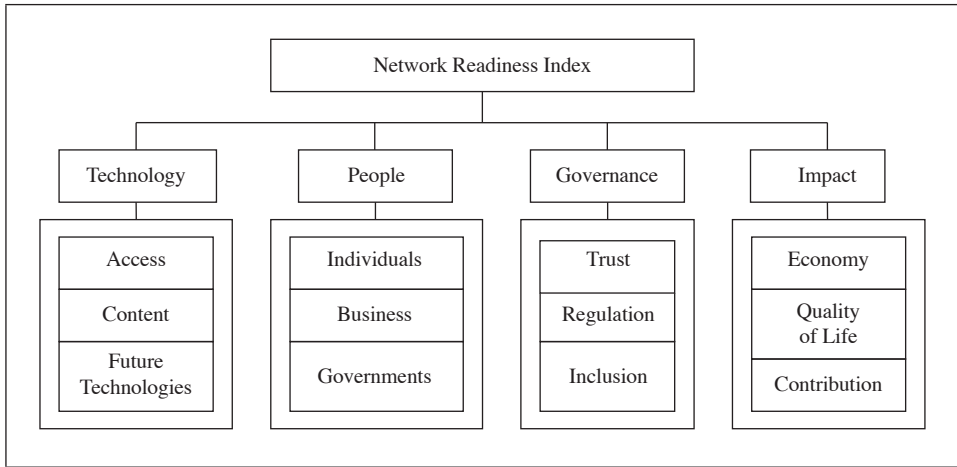 Network Readiness Index
Technology
People
Governance
Impact
Access
Content
Future
Technologies
Individuals
Business
Governments
Trust
Regulation
Inclusion
Economy
Quality
of Life
Contribution